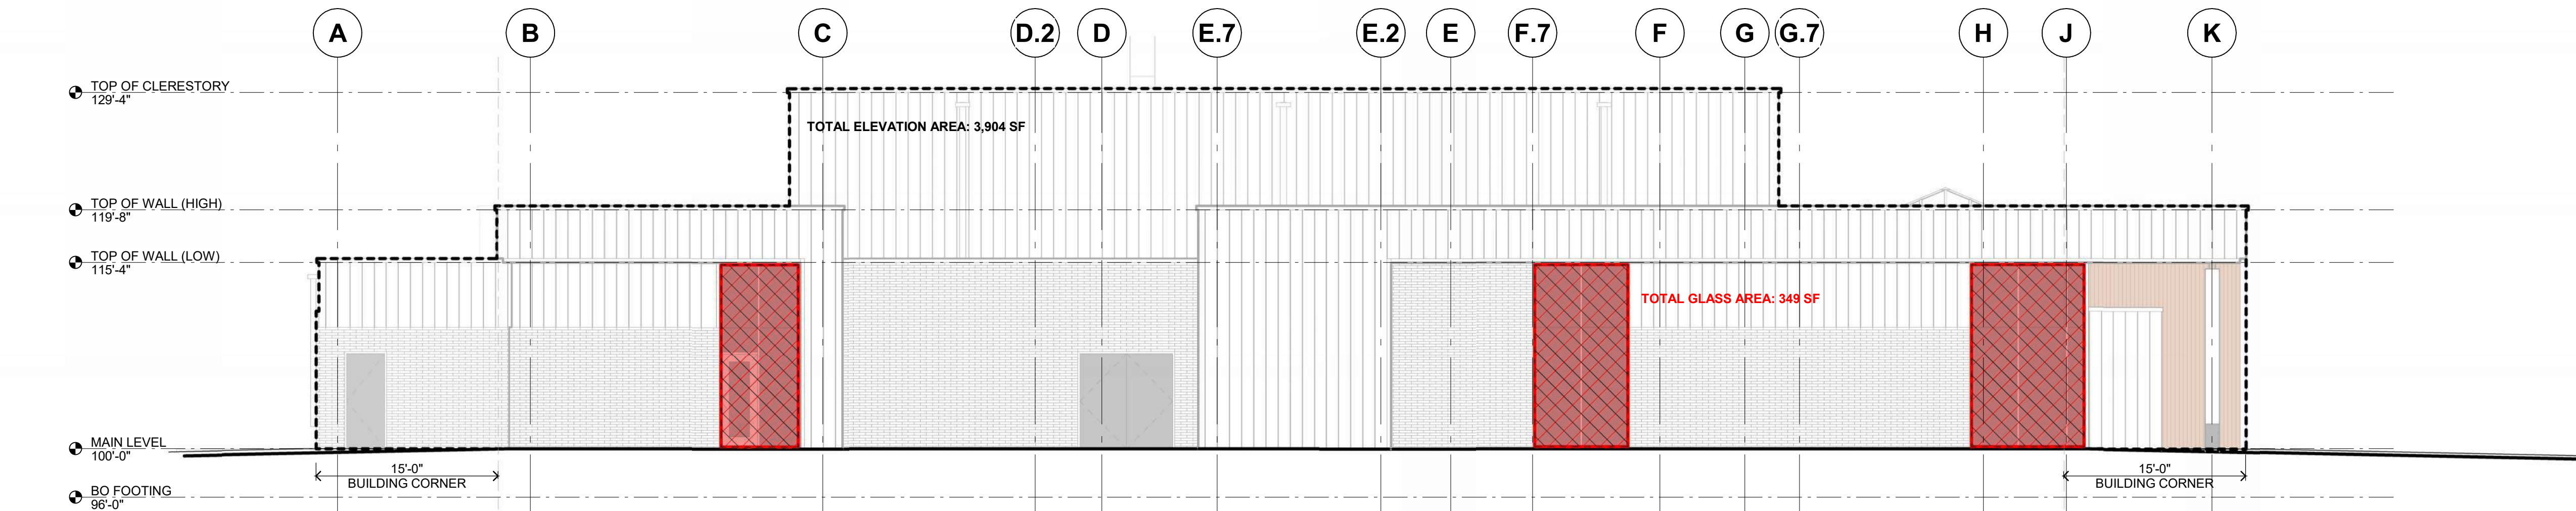 A B C D.2 D E.7 E.2 E F.7 F G G.7 H J K
TOP OF CLERESTORY
129'-4"
TOTAL ELEVATION AREA: 3,904 SF
TOP OF WALL (HIGH)
119'-8"
TOP OF WALL (LOW)
115'-4"
TOTAL GLASS AREA: 349 SF
MAIN LEVEL
100'-0"
15'-0"
BUILDING CORNER
15'-0"
BUILDING CORNER
BO FOOTING
96'-0"